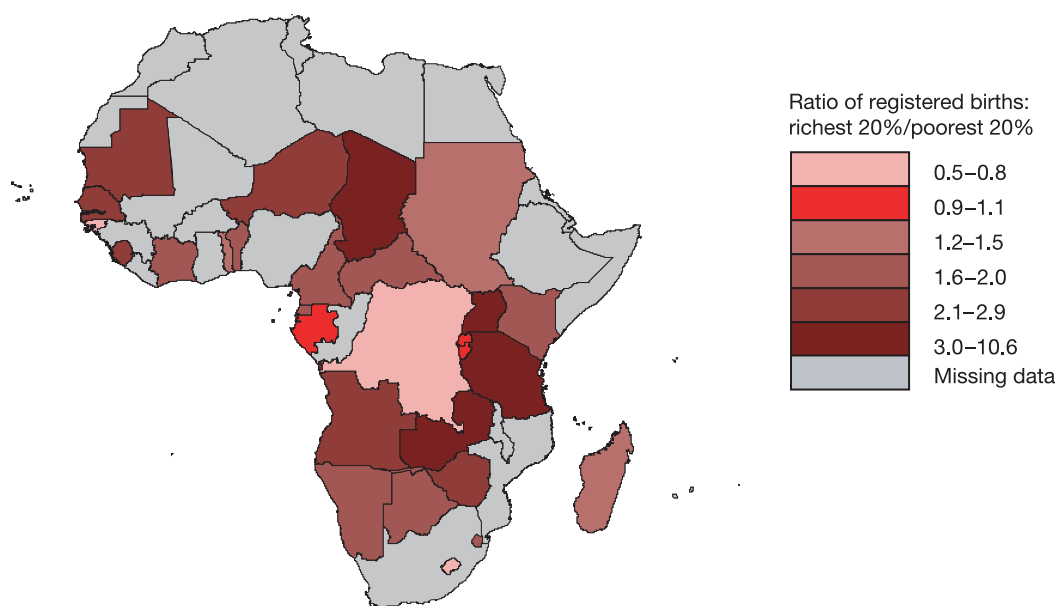 Ratio of registered births:
richest 20%/poorest 20%
0.5–0.8
0.9–1.1
1.2–1.5
1.6–2.0
2.1–2.9
3.0–10.6
Missing data